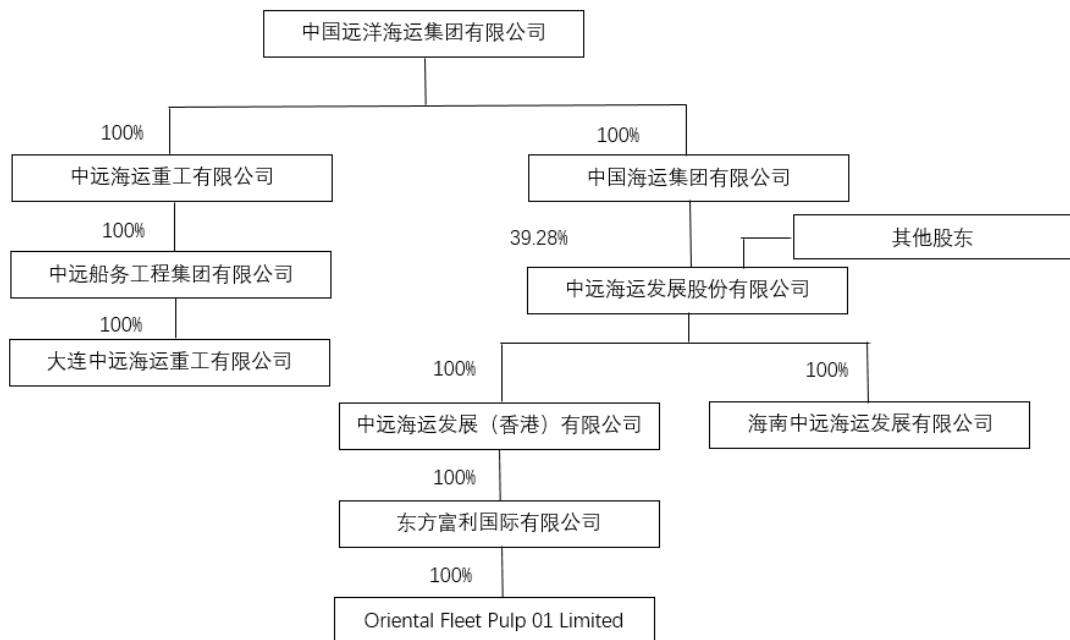 中国远洋海运集团有限公司
100%
100%
中远海运重工有限公司
中国海运集团有限公司
100%
39.28%
其他股东
中远船务工程集团有限公司
中远海运发展股份有限公司
100%
大连中远海运重工有限公司
100%
100%
中远海运发展（香港）有限公司
海南中远海运发展有限公司
100%
东方富利国际有限公司
100%
Oriental Fleet Pulp 01 Limited